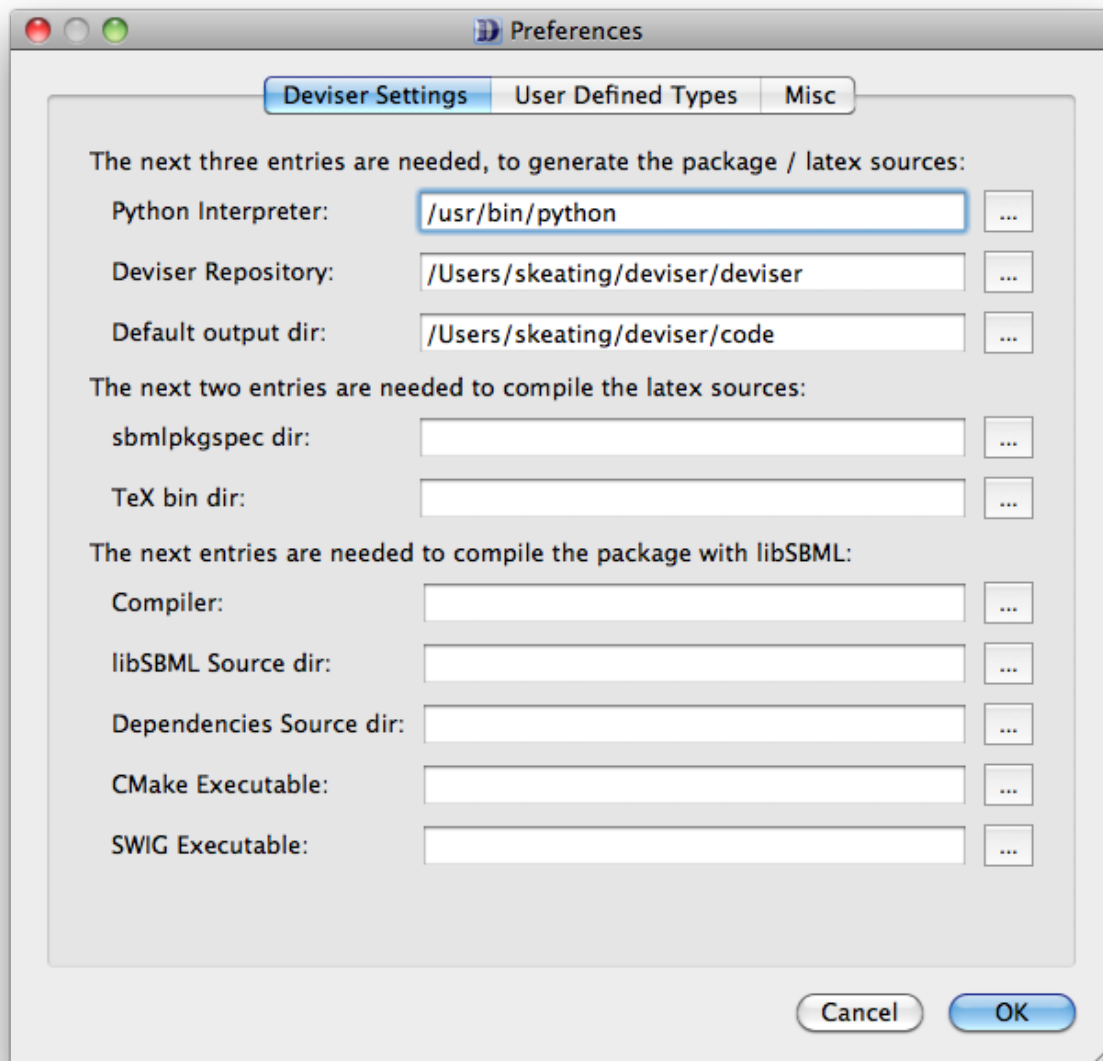 Preferences
Deviser Settings User Defined Types Misc
The next three entries are needed, to generate the package / latex sources:
Python Interpreter: /usr/bin/python ...
Deviser Repository: /Users/skeating/deviser/deviser ...
Default output dir: /Users/skeating/deviser/code ...
The next two entries are needed to compile the latex sources:
sbmlpkgspec dir: ...
TeX bin dir: ...
The next entries are needed to compile the package with libSBML:
Compiler: ...
libSBML Source dir: ...
Dependencies Source dir: ...
CMake Executable: ...
SWIG Executable: ...
Cancel OK